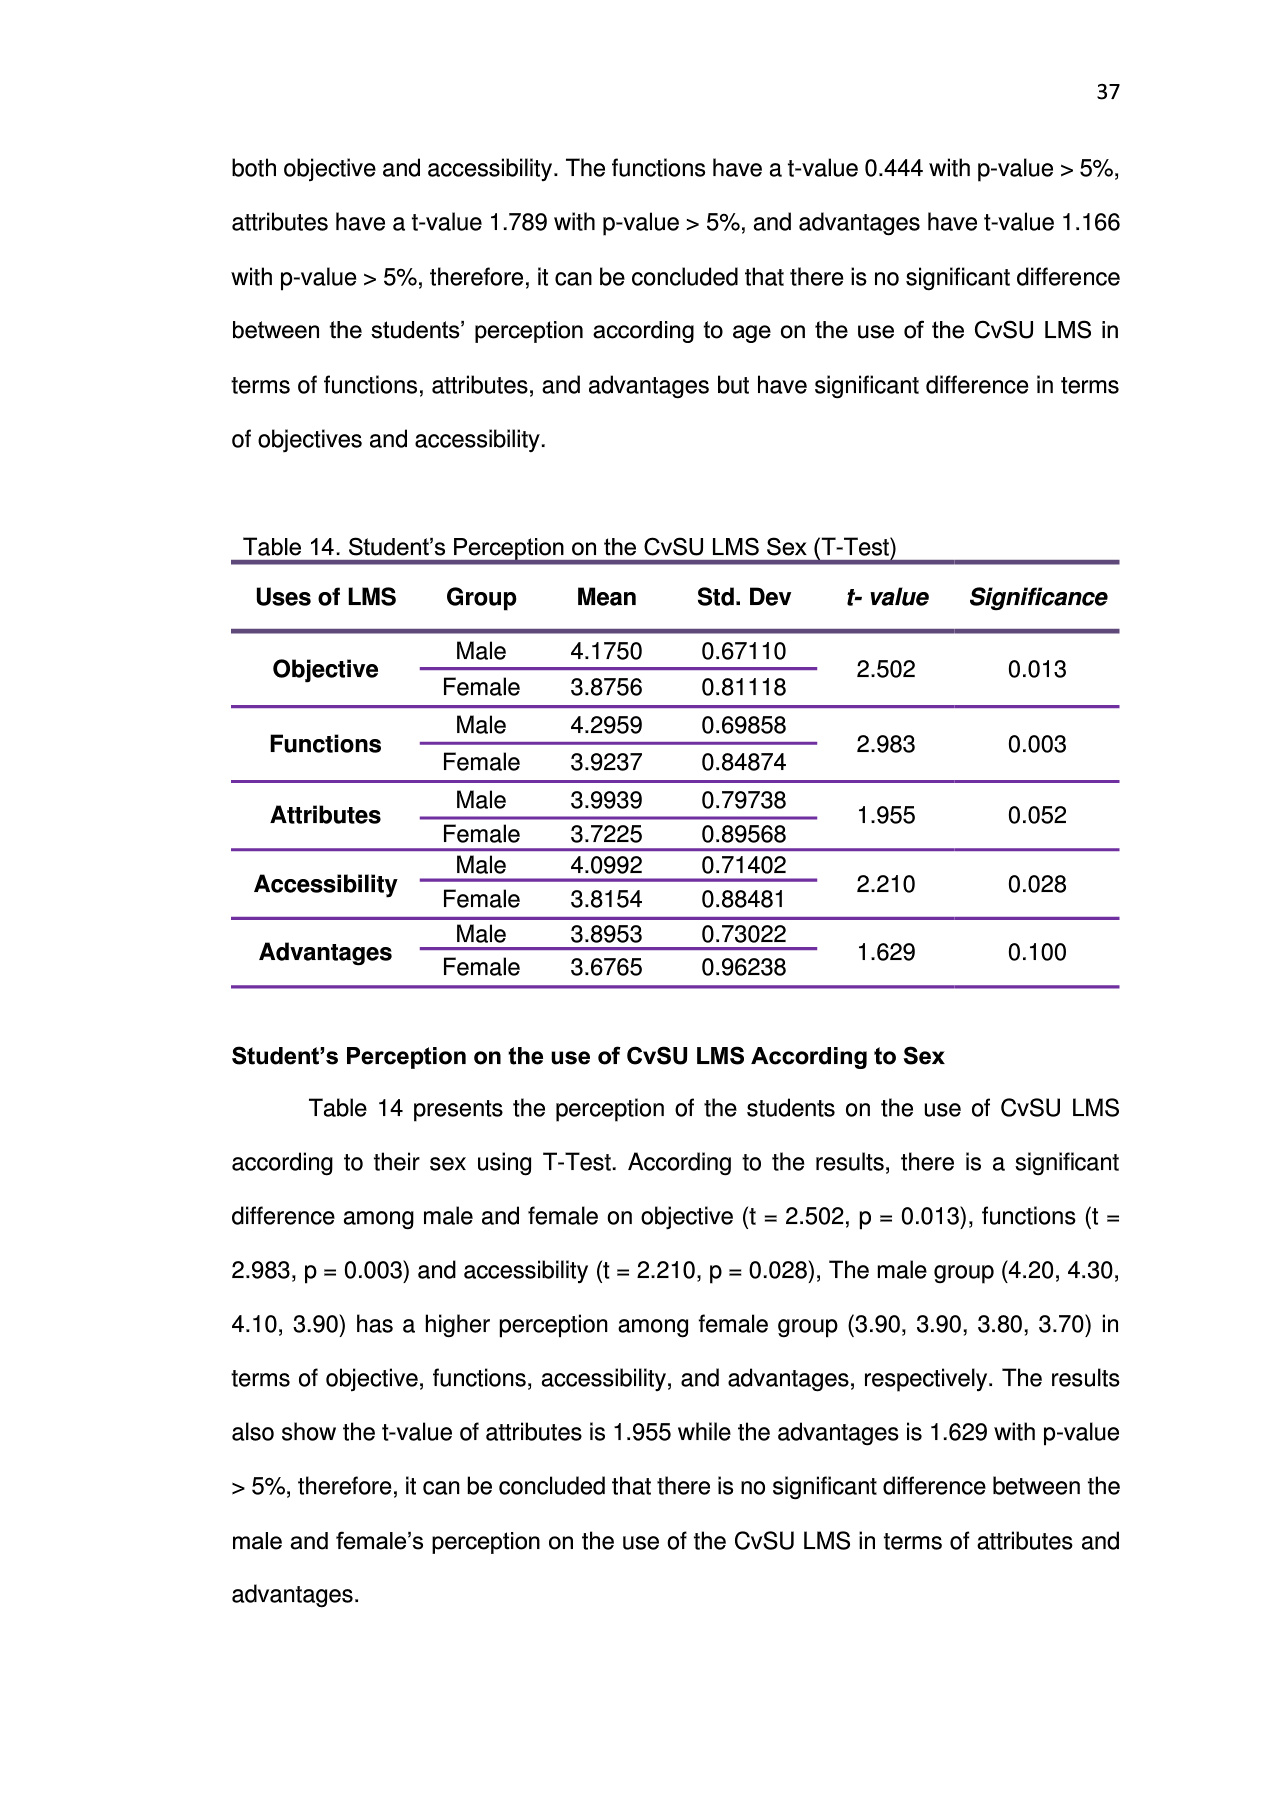 37
both objective and accessibility. The functions have a t-value 0.444 with p-value > 5%,
attributes have a t-value 1.789 with p-value > 5%, and advantages have t-value 1.166
with p-value > 5%, therefore, it can be concluded that there is no significant difference
between the students’ perception according to age on the use of the CvSU LMS in
terms of functions, attributes, and advantages but have significant difference in terms
of objectives and accessibility.
Table 14. Student’s Perception on the CvSU LMS Sex (T-Test)
Uses of LMS Group Mean Std. Dev t- value Significance
Male 4.1750 0.67110
Objective 2.502 0.013
Female 3.8756 0.81118
Male 4.2959 0.69858
Functions 2.983 0.003
Female 3.9237 0.84874
Male 3.9939 0.79738
Attributes 1.955 0.052
Female 3.7225 0.89568
Male 4.0992 0.71402
Accessibility 2.210 0.028
Female 3.8154 0.88481
Male 3.8953 0.73022
Advantages 1.629 0.100
Female 3.6765 0.96238
Student’s Perception on the use of CvSU LMS According to Sex
Table 14 presents the perception of the students on the use of CvSU LMS
according to their sex using T-Test. According to the results, there is a significant
difference among male and female on objective (t = 2.502, p = 0.013), functions (t =
2.983, p = 0.003) and accessibility (t = 2.210, p = 0.028), The male group (4.20, 4.30,
4.10, 3.90) has a higher perception among female group (3.90, 3.90, 3.80, 3.70) in
terms of objective, functions, accessibility, and advantages, respectively. The results
also show the t-value of attributes is 1.955 while the advantages is 1.629 with p-value
> 5%, therefore, it can be concluded that there is no significant difference between the
male and female’s perception on the use of the CvSU LMS in terms of attributes and
advantages.